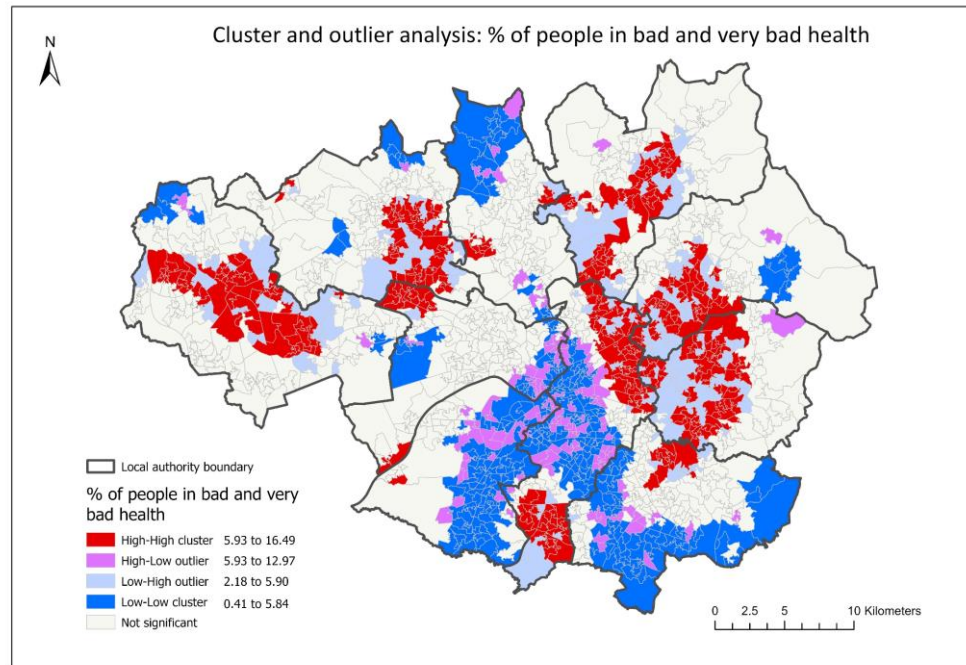 Cluster and outlier analysis: % of people in bad and very bad health
N
Local authority boundary
% of people in bad and very
bad health
High-High cluster 5.93 to 16.49
High-Low outlier 5.93 to 12.97
Low-High outlier 2.18 to 5.90
Low-Low cluster 0.41 to 5.84
Not significant
0 2.5 5 10 Kilometers